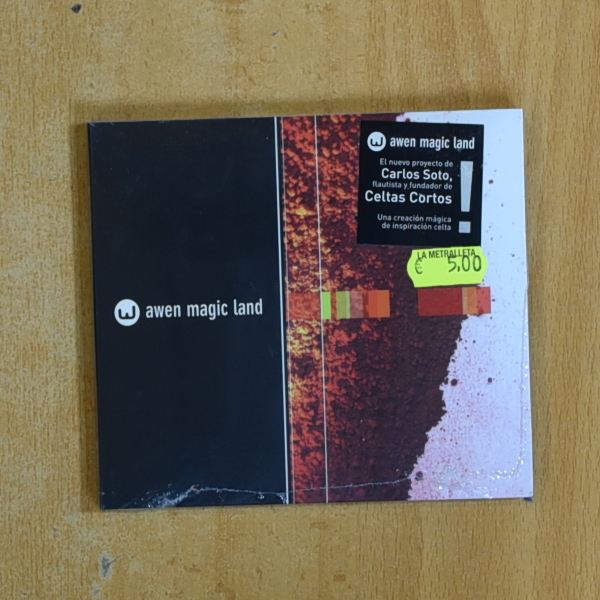 awen magic land
El nuevo proyecto de
Carlos Soto,
flautista y fundador de
Celtas Cortos
!
Una creación mágica
de inspiración celta
LA METRALLETA
€ 5,00
awen magic land